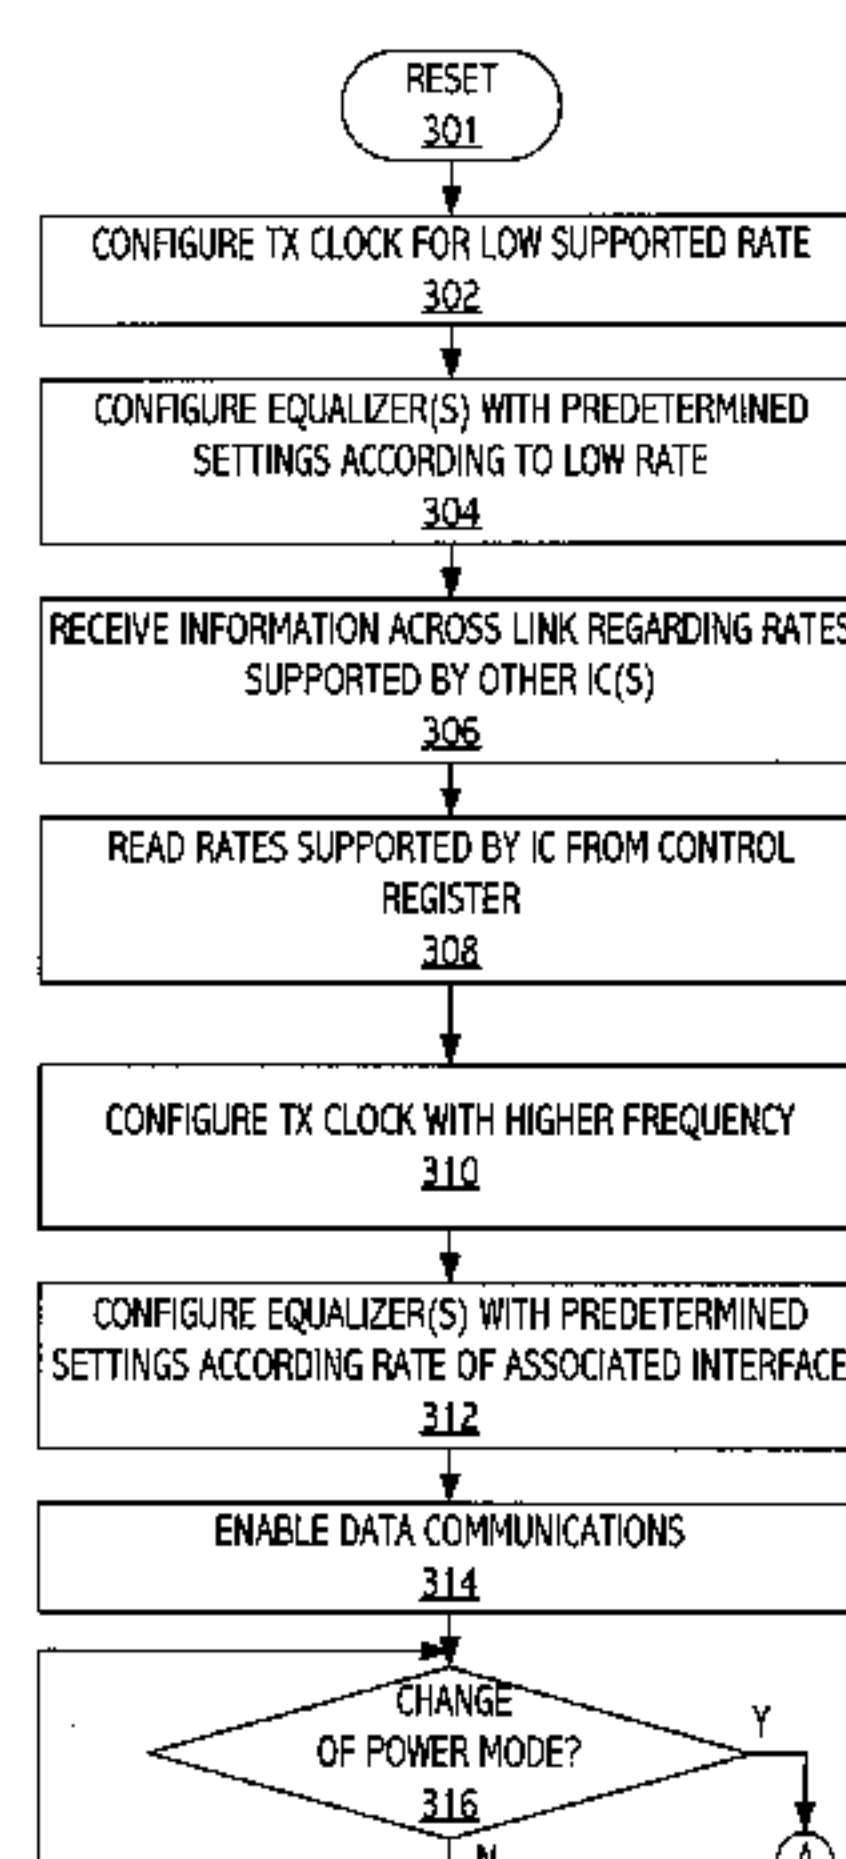 RESET
301
CONFIGURE TX CLOCK FOR LOW SUPPORTED RATE
302
CONFIGURE EQUALIZER(S) WITH PREDETERMINED
SETTINGS ACCORDING TO LOW RATE
304
RECEIVE INFORMATION ACROSS LINK REGARDING RATES
SUPPORTED BY OTHER IC(S)
306
READ RATES SUPPORTED BY IC FROM CONTROL
REGISTER
308
CONFIGURE TX CLOCK WITH HIGHER FREQUENCY
310
CONFIGURE EQUALIZER(S) WITH PREDETERMINED
SETTINGS ACCORDING RATE OF ASSOCIATED INTERFACE
312
ENABLE DATA COMMUNICATIONS
314
CHANGE
OF POWER MODE?
316
Y
N
A